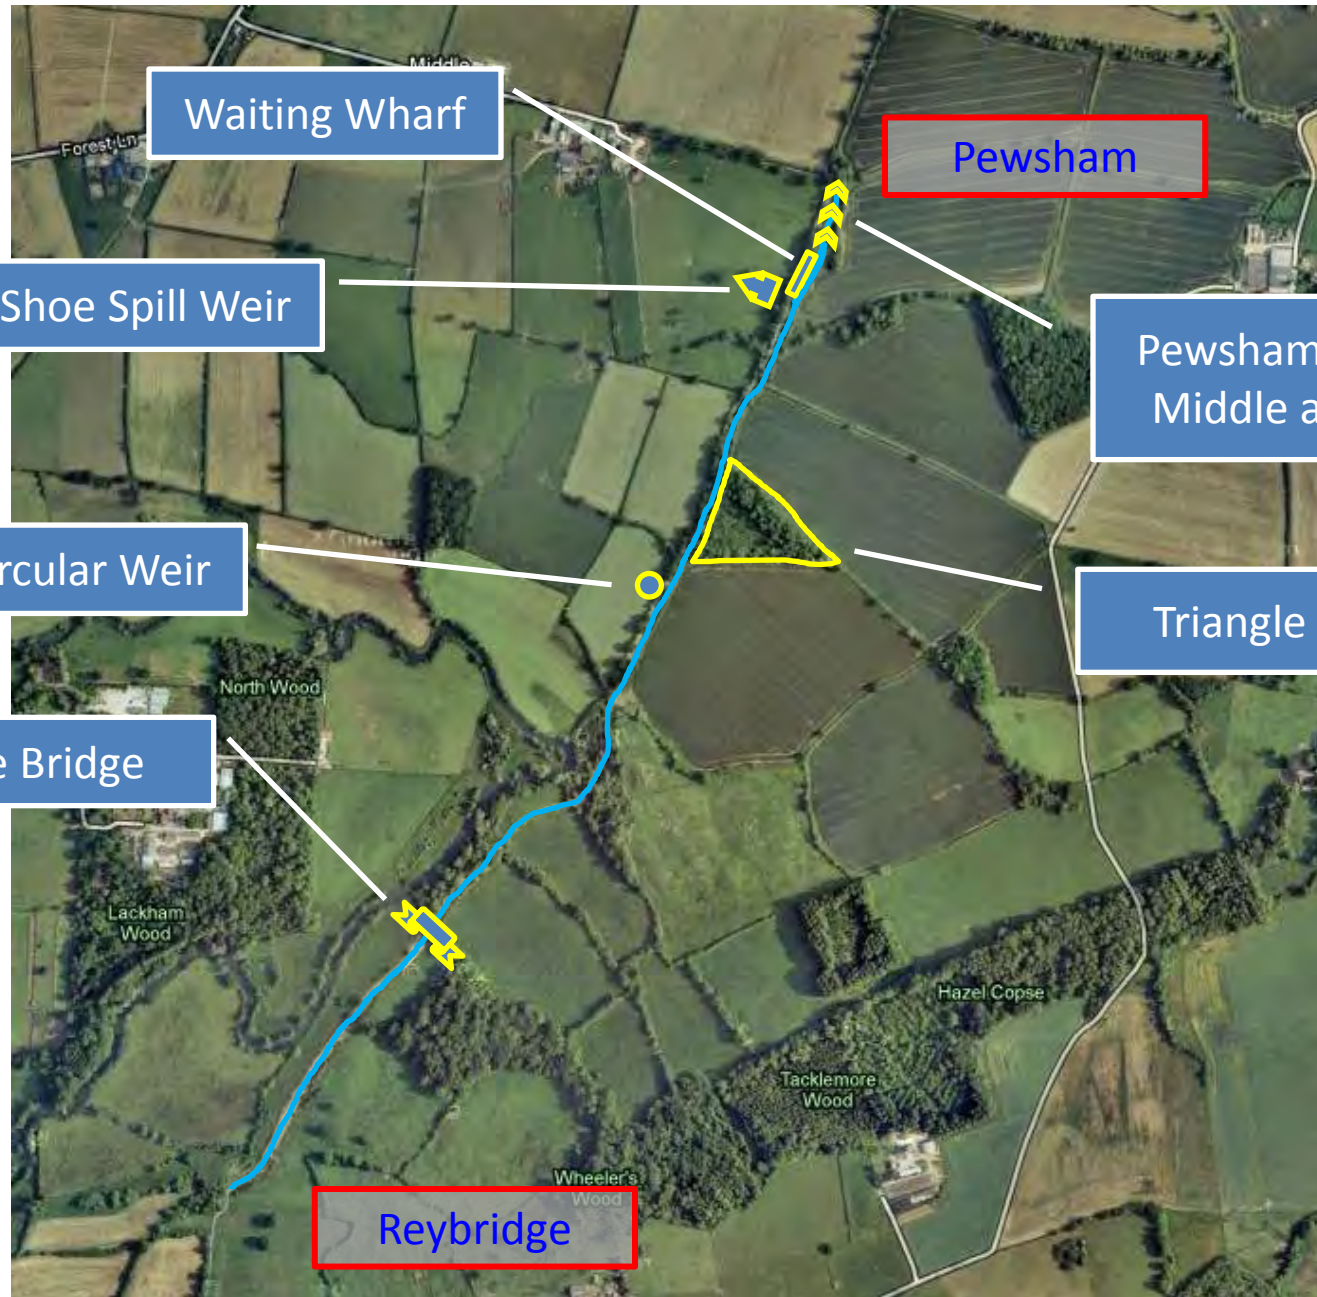 Middle
Waiting Wharf
Forest Ln
Pewsham
Shoe Spill Weir
Pewsham
Middle a
rcular Weir
Triangle
North Wood
e Bridge
Lackham
Wood
Hazel Copse
Tacklemore
Wood
Wheeler's
Wood
Reybridge